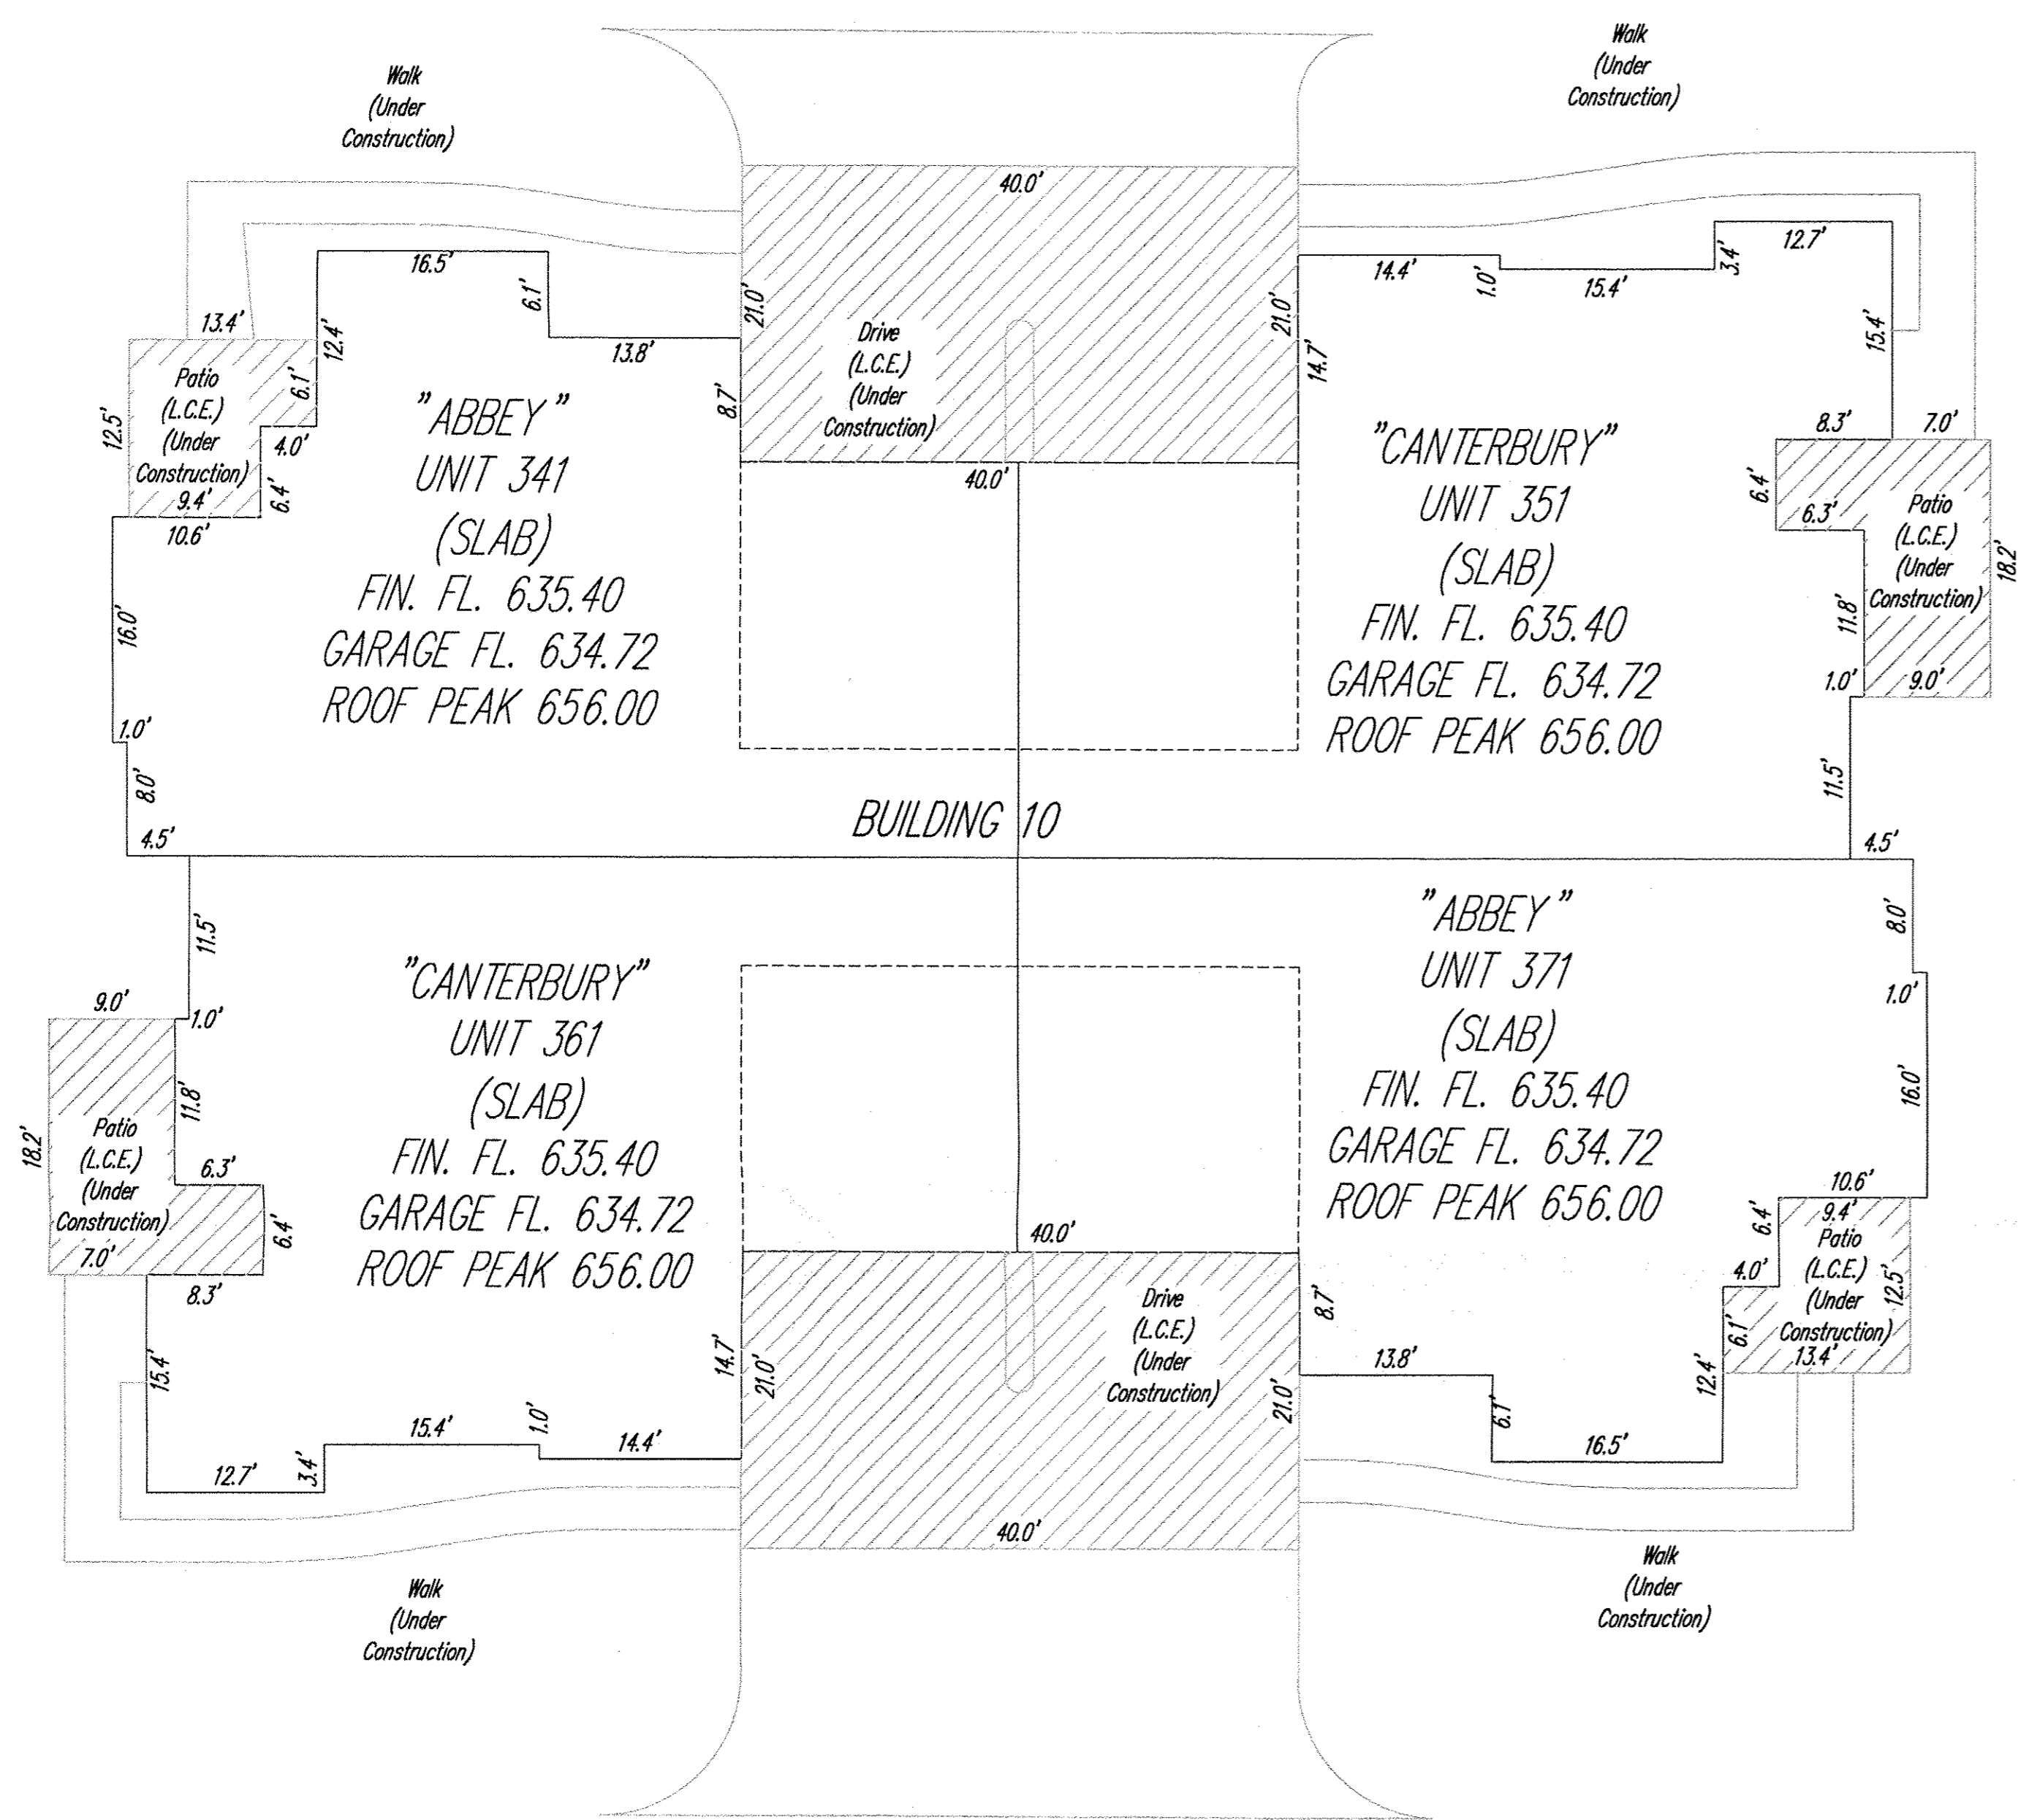 Walk
(Under
Construction)
Walk
(Under
Construction)
40.0'
16.5'
6.1'
13.8'
21.0'
8.7'
13.4'
12.4'
6.1'
4.0'
6.4'
12.5'
Patio
(L.C.E.)
(Under
Construction)
9.4'
10.6'
16.0'
1.0'
8.0'
4.5'
"ABBEY"
UNIT 341
(SLAB)
FIN. FL. 635.40
GARAGE FL. 634.72
ROOF PEAK 656.00
Drive
(L.C.E.)
(Under
Construction)
40.0'
21.0'
14.7'
14.4'
1.0'
15.4'
3.4'
12.7'
15.4'
8.3'
7.0'
6.4'
6.3'
Patio
(L.C.E.)
(Under
Construction)
18.2'
11.8'
1.0'
9.0'
11.5'
4.5'
"CANTERBURY"
UNIT 351
(SLAB)
FIN. FL. 635.40
GARAGE FL. 634.72
ROOF PEAK 656.00
BUILDING 10
11.5'
9.0'
1.0'
11.8'
18.2'
Patio
(L.C.E.)
(Under
Construction)
6.3'
6.4'
7.0'
8.3'
15.4'
12.7'
3.4'
15.4'
1.0'
14.4'
14.7'
21.0'
"CANTERBURY"
UNIT 361
(SLAB)
FIN. FL. 635.40
GARAGE FL. 634.72
ROOF PEAK 656.00
40.0'
Drive
(L.C.E.)
(Under
Construction)
40.0'
21.0'
8.7'
13.8'
6.1'
16.5'
12.4'
6.1'
4.0'
6.4'
10.6'
9.4'
Patio
(L.C.E.)
(Under
Construction)
13.4'
12.5'
16.0'
1.0'
8.0'
"ABBEY"
UNIT 371
(SLAB)
FIN. FL. 635.40
GARAGE FL. 634.72
ROOF PEAK 656.00
Walk
(Under
Construction)
Walk
(Under
Construction)